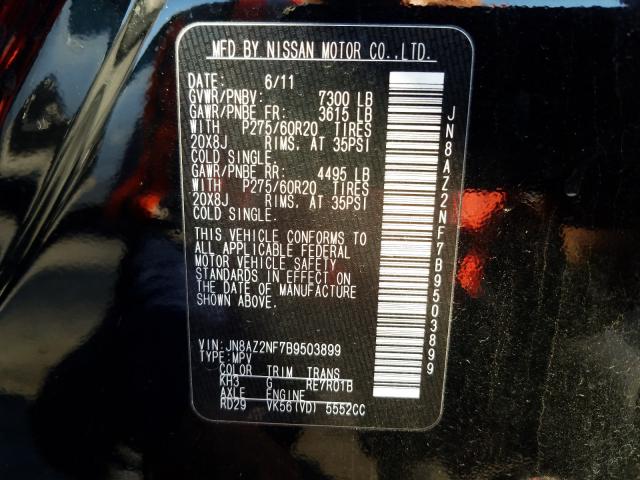 MFD BY NISSAN MOTOR CO.,LTD.
DATE: 6/11
GVWR/PNBV: 7300 LB
GAWR/PNBE FR: 3615 LB
WITH P275/60R20 TIRES
20X8J RIMS, AT 35PSI
COLD SINGLE.
GAWR/PNBE RR: 4495 LB
WITH P275/60R20 TIRES
20X8J RIMS, AT 35PSI
COLD SINGLE.
THIS VEHICLE CONFORMS TO
ALL APPLICABLE FEDERAL
MOTOR VEHICLE SAFETY
STANDARDS IN EFFECT ON
THE DATE OF MANUFACTURE
SHOWN ABOVE.
VIN:JN8AZ2NF7B9503899
TYPE:MPV
COLOR TRIM TRANS
KH3 G RE7R01B
AXLE ENGINE
RD29 VK56(VD) 5552CC
JN8AZ2NF7B9503899